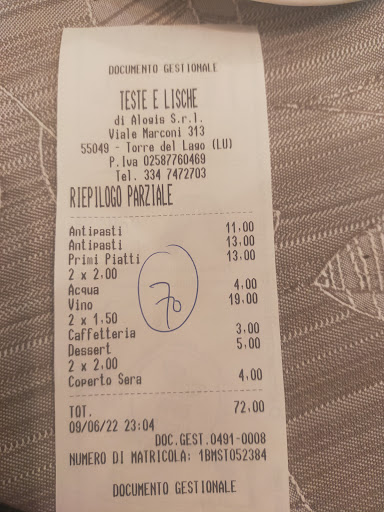 DOCUMENTO GESTIONALE
TESTE E LISCHE
di Alogis S.r.l.
Viale Marconi 313
55049 - Torre del Lago (LU)
P.Iva 02587760469
Tel. 334 7472703
RIEPILOGO PARZIALE
Antipasti 11,00
Antipasti 13,00
Primi Piatti 13,00
2 x 2,00
Acqua 4,00
Vino 19,00
2 x 1,50
Caffetteria 3,00
Dessert 5,00
2 x 2,00
Coperto Sera 4,00
70
TOT. 72,00
09/06/22 23:04
DOC.GEST.0491-0008
NUMERO DI MATRICOLA: 1BMST052384
DOCUMENTO GESTIONALE